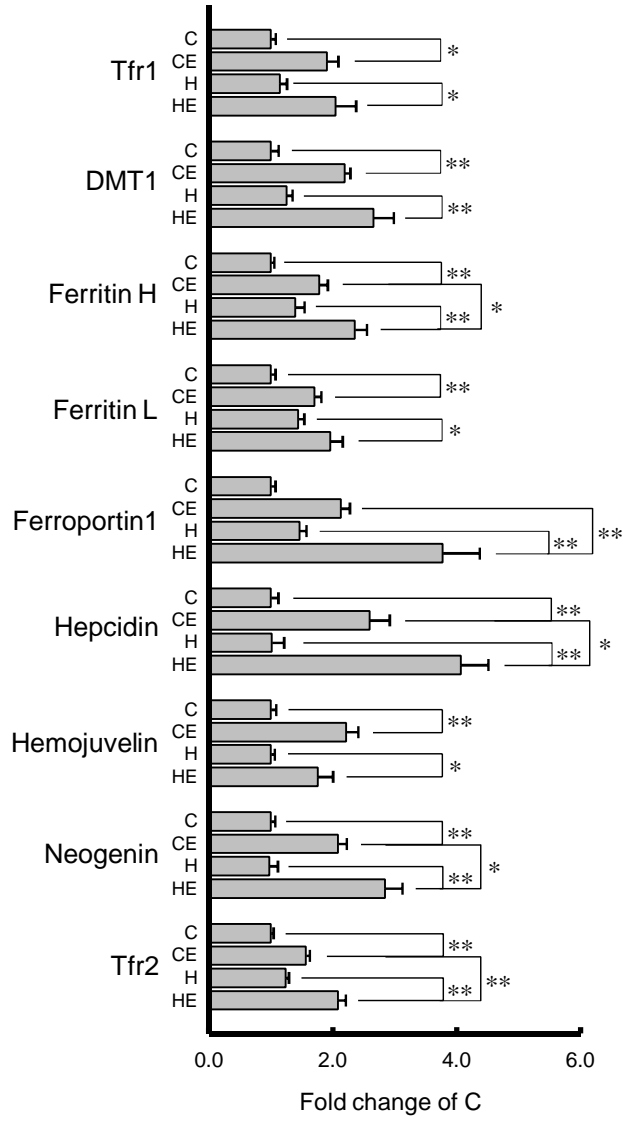 C
*
Tfr1
CE
H
*
HE
C
**
DMT1
CE
H
**
HE
C
**
Ferritin H
CE
*
H
**
HE
C
**
Ferritin L
CE
H
*
HE
C
Ferroportin1
CE
**
H
**
HE
C
**
Hepcidin
CE
*
H
**
HE
C
**
Hemojuvelin
CE
H
*
HE
C
**
Neogenin
CE
*
H
**
HE
C
**
Tfr2
CE
**
H
**
HE
0.0 2.0 4.0 6.0
Fold change of C